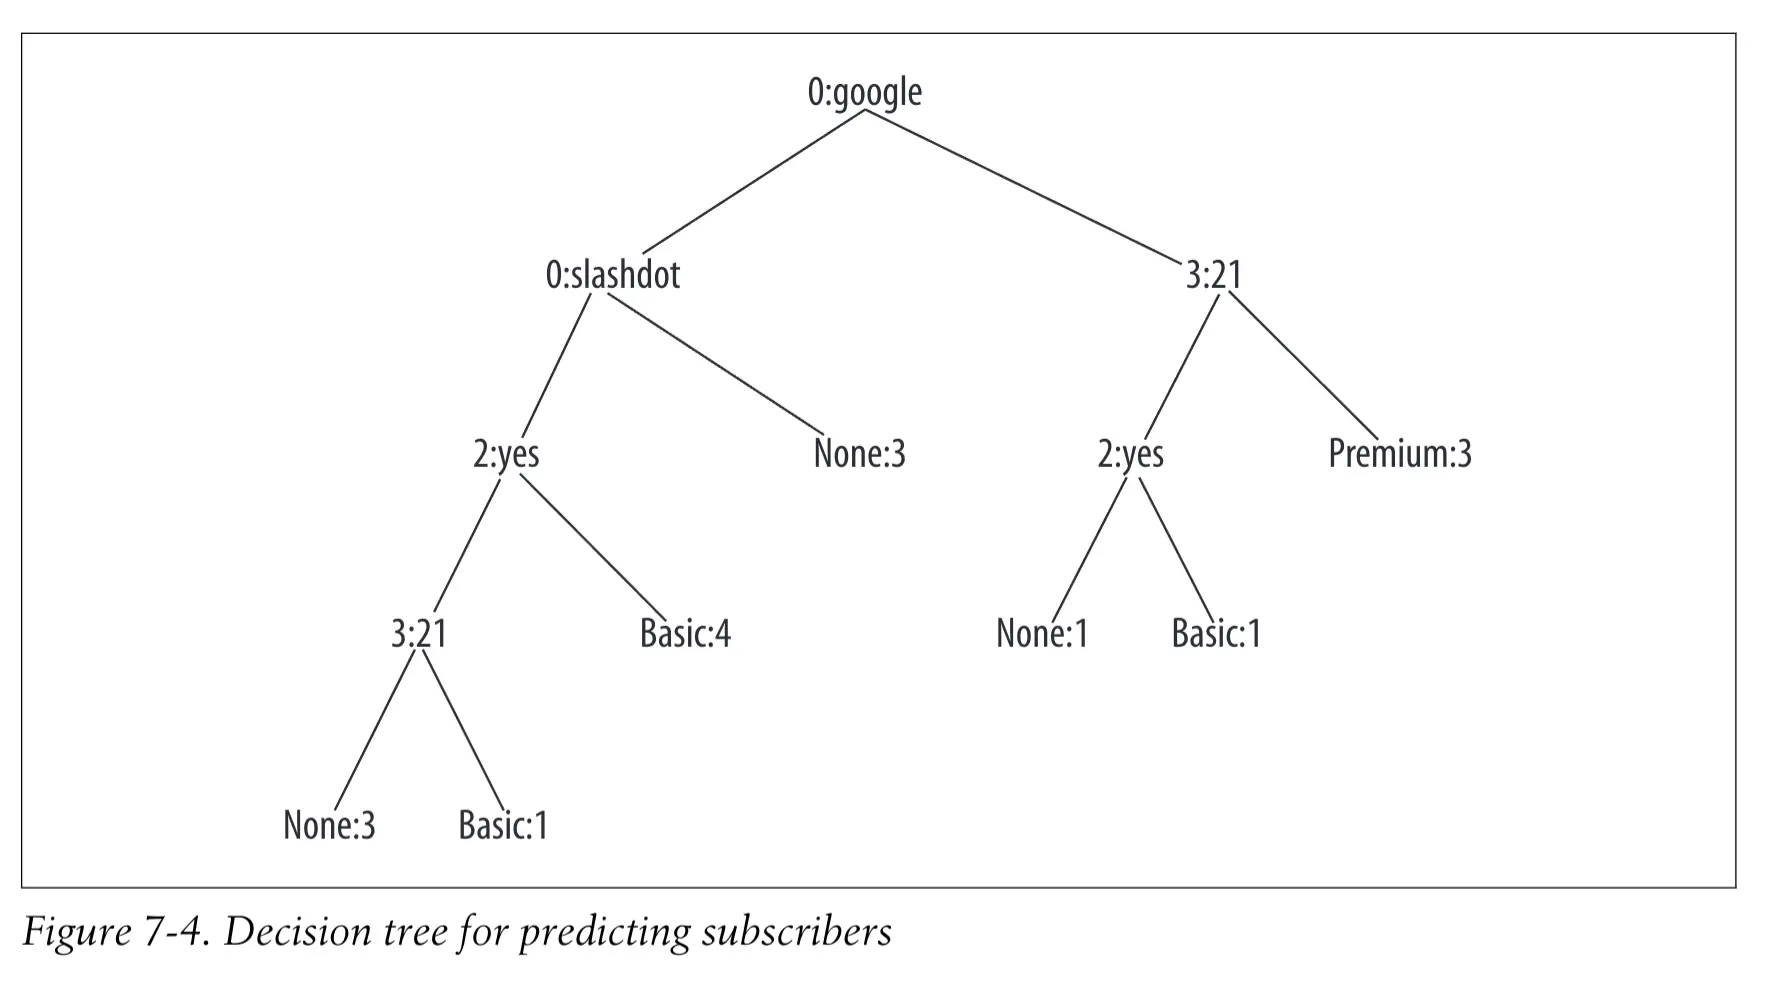 0:google
0:slashdot
3:21
2:yes
None:3
2:yes
Premium:3
3:21
Basic:4
None:1
Basic:1
None:3
Basic:1
Figure 7-4. Decision tree for predicting subscribers